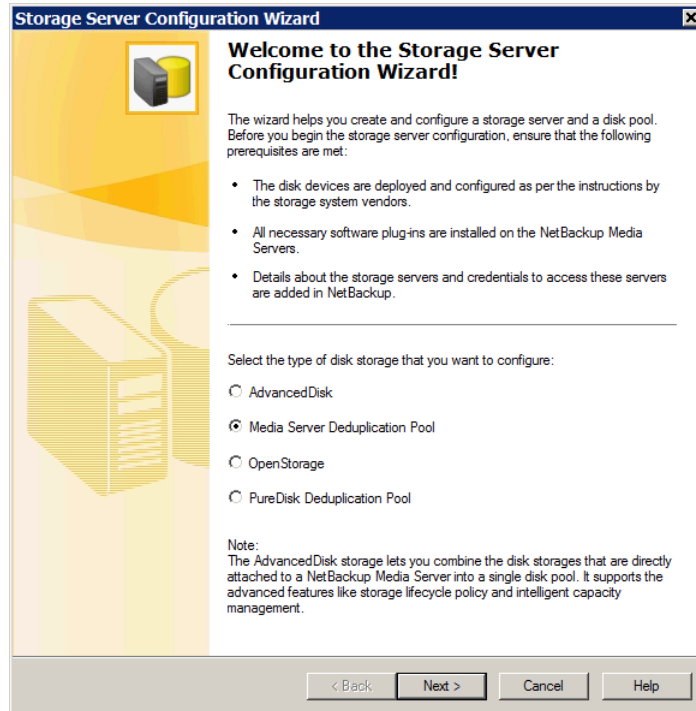 Storage Server Configuration Wizard
Welcome to the Storage Server
Configuration Wizard!
The wizard helps you create and configure a storage server and a disk pool.
Before you begin the storage server configuration, ensure that the following
prerequisites are met:
• The disk devices are deployed and configured as per the instructions by
the storage system vendors.
• All necessary software plug-ins are installed on the NetBackup Media
Servers.
• Details about the storage servers and credentials to access these servers
are added in NetBackup.
Select the type of disk storage that you want to configure:
AdvancedDisk
Media Server Deduplication Pool
OpenStorage
PureDisk Deduplication Pool
Note:
The AdvancedDisk storage lets you combine the disk storages that are directly
attached to a NetBackup Media Server into a single disk pool. It supports the
advanced features like storage lifecycle policy and intelligent capacity
management.
< Back Next > Cancel Help